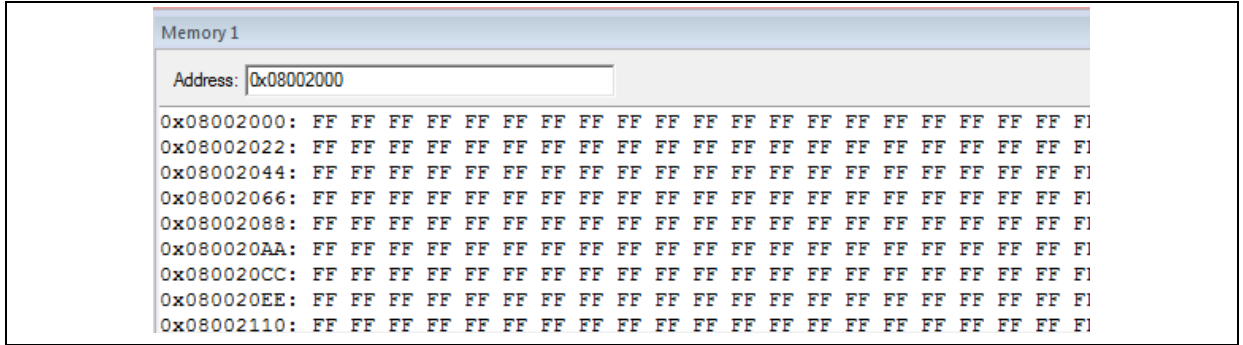 Memory 1
Address: 0x08002000
0x08002000: FF FF FF FF FF FF FF FF FF FF FF FF FF FF FF FF FF FF FF FF F
0x08002022: FF FF FF FF FF FF FF FF FF FF FF FF FF FF FF FF FF FF FF FF F
0x08002044: FF FF FF FF FF FF FF FF FF FF FF FF FF FF FF FF FF FF FF FF F
0x08002066: FF FF FF FF FF FF FF FF FF FF FF FF FF FF FF FF FF FF FF FF F
0x08002088: FF FF FF FF FF FF FF FF FF FF FF FF FF FF FF FF FF FF FF FF F
0x080020AA: FF FF FF FF FF FF FF FF FF FF FF FF FF FF FF FF FF FF FF FF F
0x080020CC: FF FF FF FF FF FF FF FF FF FF FF FF FF FF FF FF FF FF FF FF F
0x080020EE: FF FF FF FF FF FF FF FF FF FF FF FF FF FF FF FF FF FF FF FF F
0x08002110: FF FF FF FF FF FF FF FF FF FF FF FF FF FF FF FF FF FF FF FF F